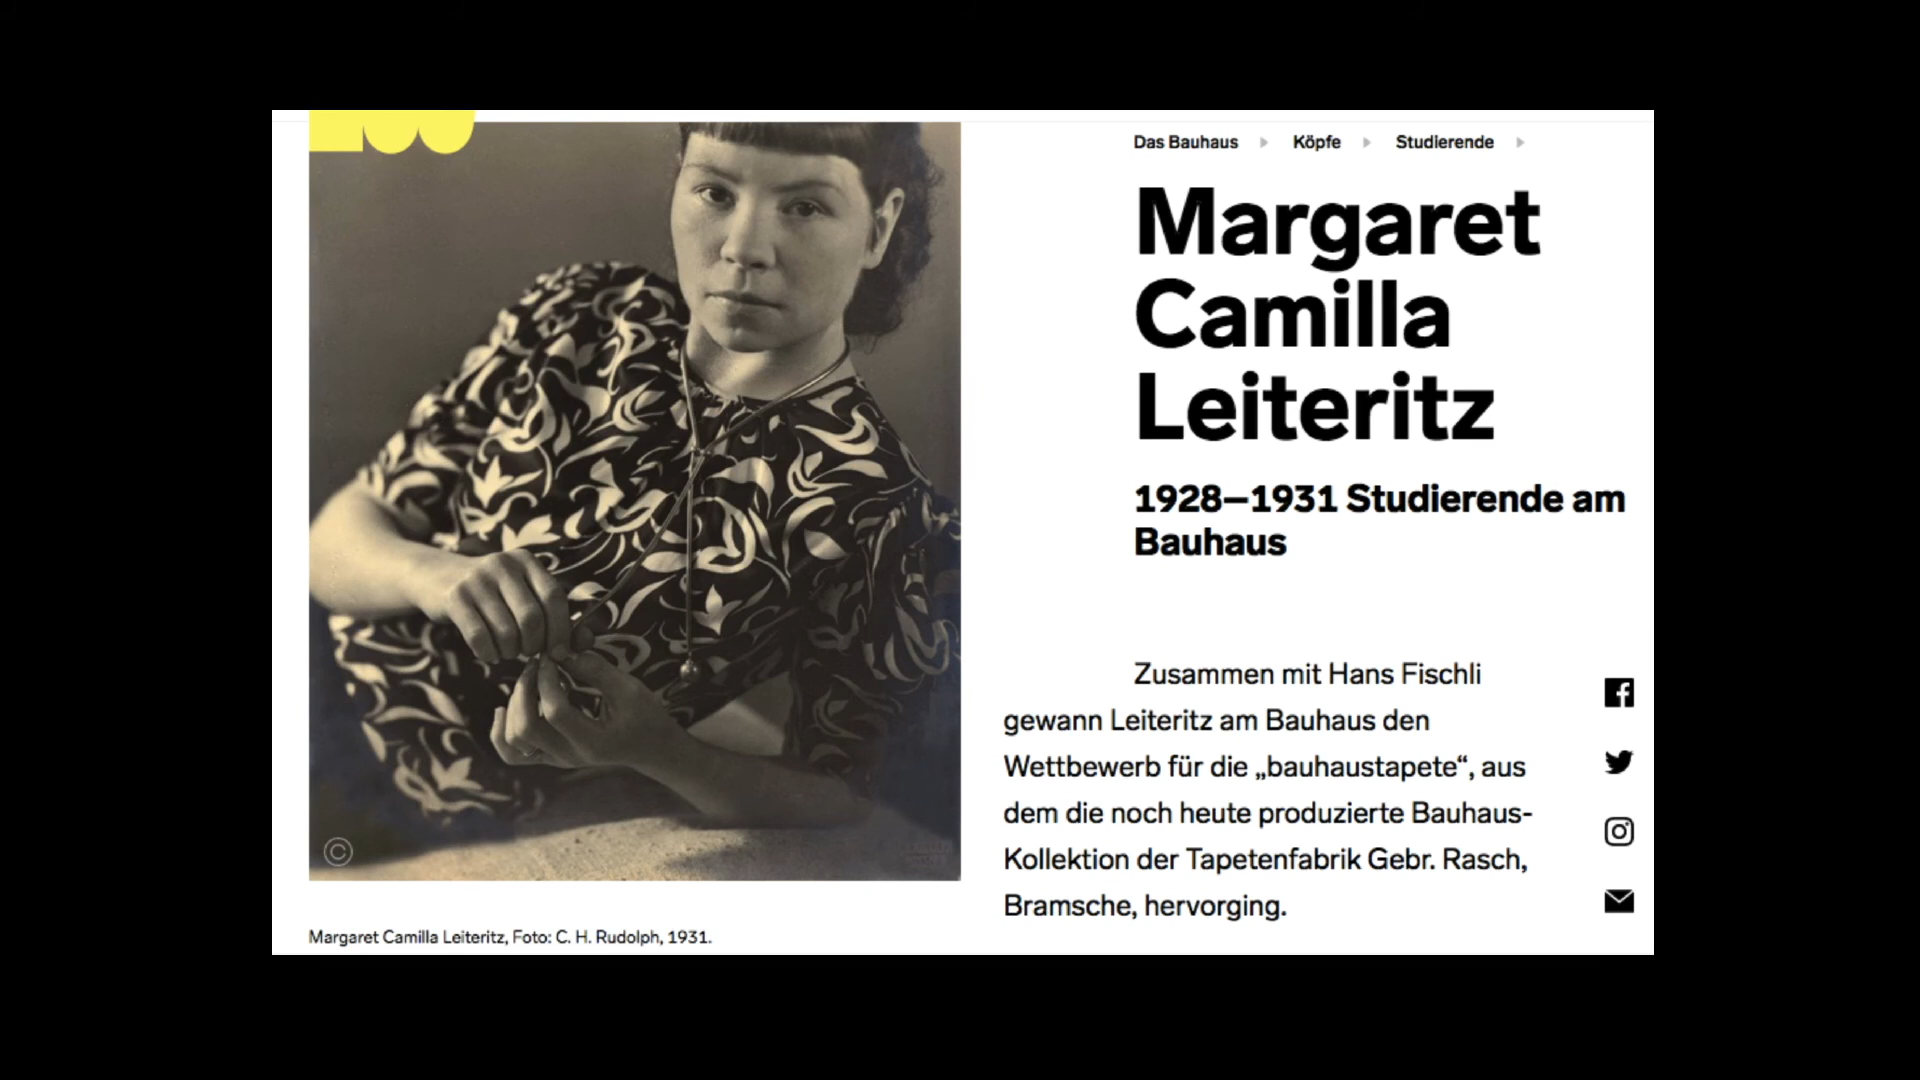 Das Bauhaus
Köpfe
Studierende
Margaret
Camilla
Leiteritz
1928–1931 Studierende am
Bauhaus
Zusammen mit Hans Fischli
gewann Leiteritz am Bauhaus den
Wettbewerb für die „bauhaustapete“, aus
dem die noch heute produzierte Bauhaus-
Kollektion der Tapetenfabrik Gebr. Rasch,
Bramsche, hervorging.
©
Margaret Camilla Leiteritz, Foto: C. H. Rudolph, 1931.